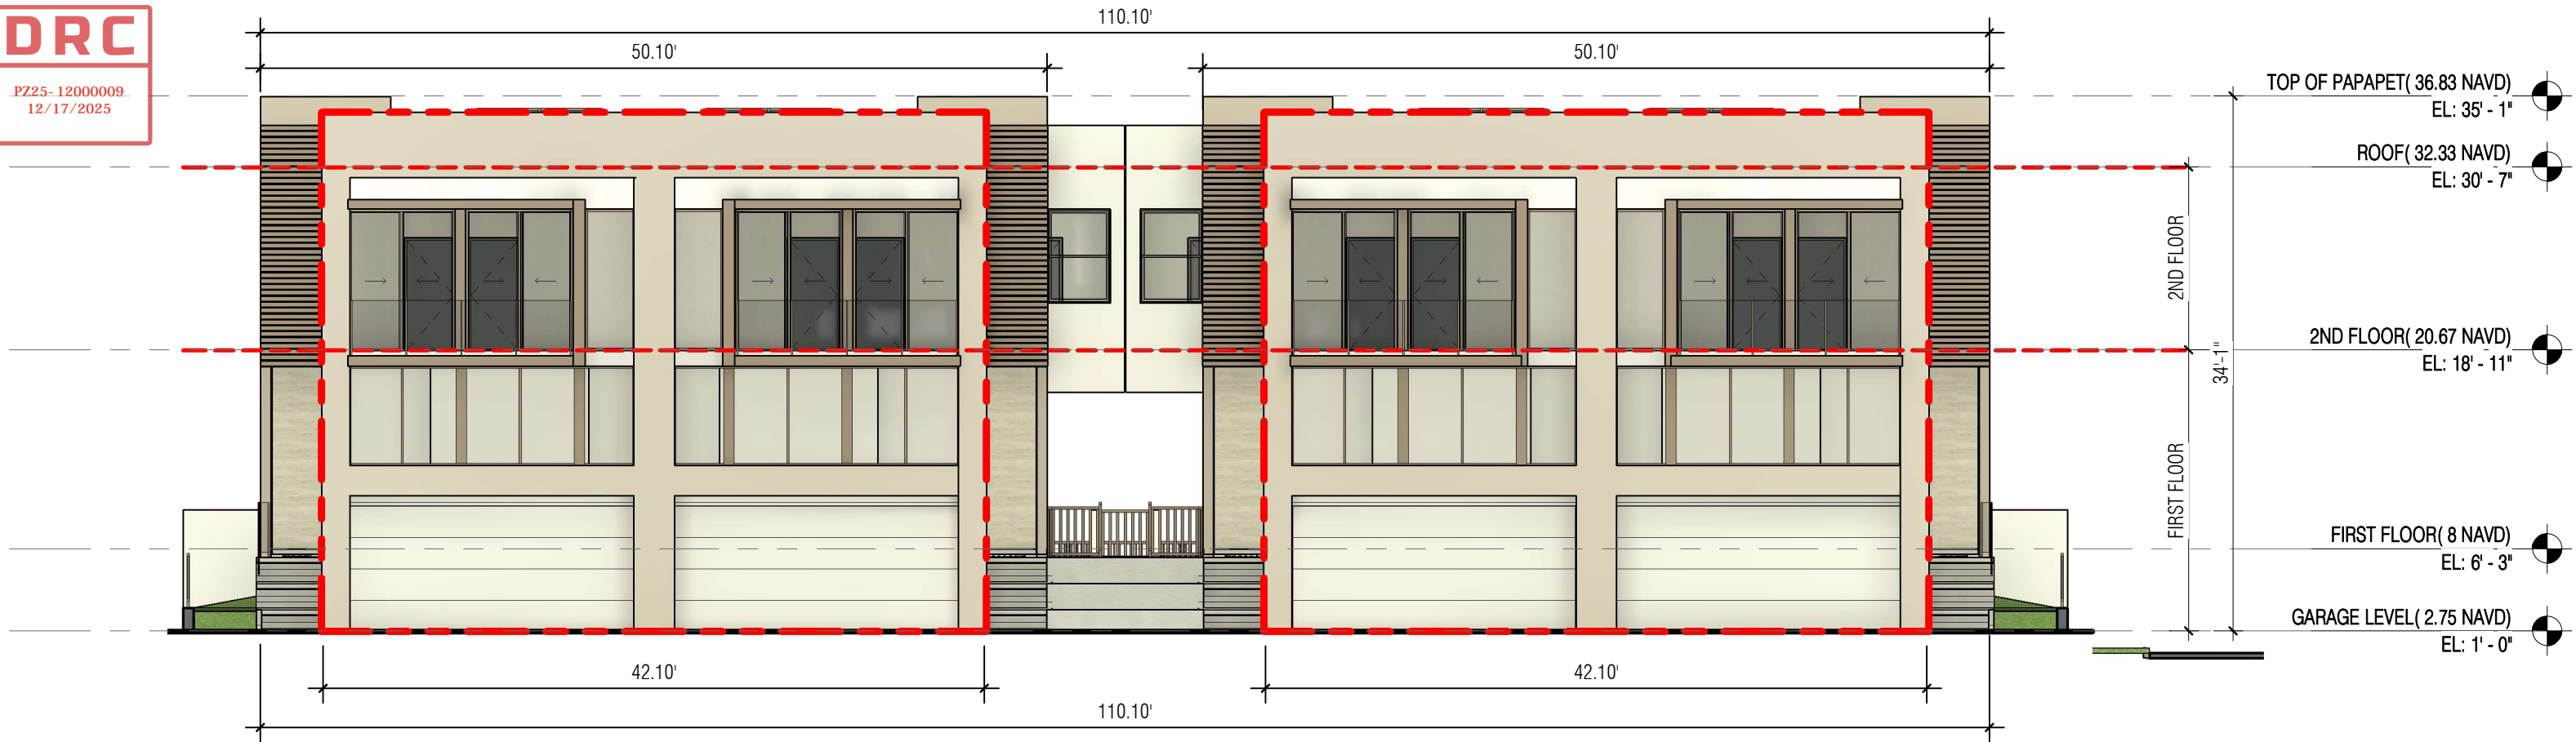 DRC
PZ25- 12000009
12/17/2025
110.10'
50.10'
50.10'
TOP OF PAPAPET( 36.83 NAVD)
EL: 35' - 1"
ROOF( 32.33 NAVD)
EL: 30' - 7"
2ND FLOOR
2ND FLOOR( 20.67 NAVD)
EL: 18' - 11"
34'-1"
FIRST FLOOR
FIRST FLOOR( 8 NAVD)
EL: 6' - 3"
GARAGE LEVEL( 2.75 NAVD)
EL: 1' - 0"
42.10'
42.10'
110.10'